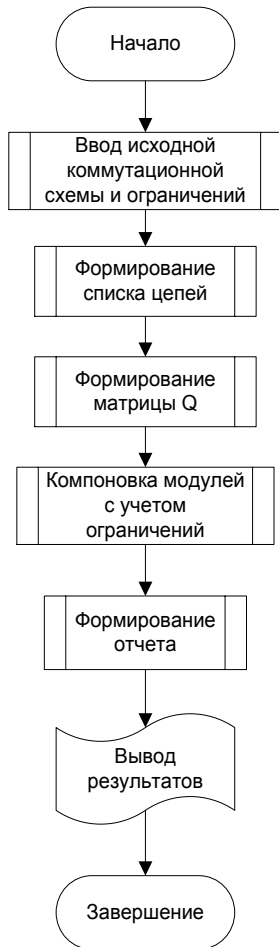 Начало
Ввод исходной
коммутационной
схемы и ограничений
Формирование
списка цепей
Формирование
матрицы Q
Компоновка модулей
с учетом
ограничений
Формирование
отчета
Вывод
результатов
Завершение